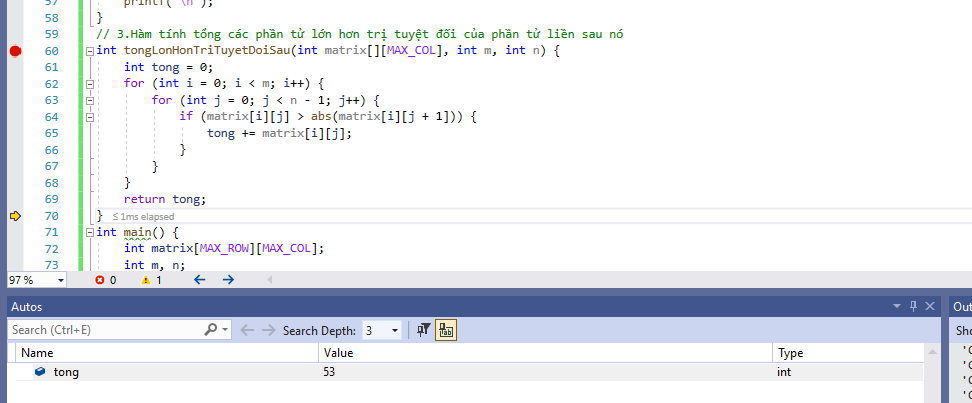 57 printf("\n");
58 }
59 // 3.Hàm tính tổng các phần tử lớn hơn trị tuyệt đối của phần tử liền sau nó
60 int tongLonHonTriTuyetDoiSau(int matrix[][MAX_COL], int m, int n) {
61 int tong = 0;
62 for (int i = 0; i < m; i++) {
63 for (int j = 0; j < n - 1; j++) {
64 if (matrix[i][j] > abs(matrix[i][j + 1])) {
65 tong += matrix[i][j];
66 }
67 }
68 }
69 return tong;
70 } ≤ 1ms elapsed
71 int main() {
72 int matrix[MAX_ROW][MAX_COL];
73 int m, n;
97 % 0 1
Autos Out
Search (Ctrl+E) Search Depth: 3 Sho
Name Value Type
tong 53 int
'C
'C
'C
'C